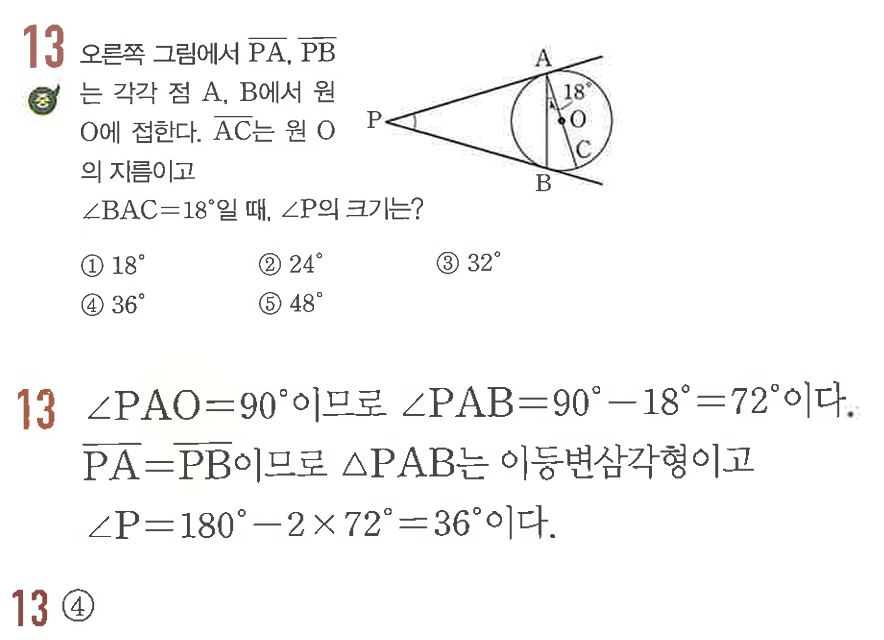 13 오른쪽 그림에서 PA, PB
중 는 각각 점 A, B에서 원
O에 접한다. AC는 원 O
의 지름이고
∠BAC=18°일 때, ∠P의 크기는?
P A 18° O C B
① 18° ② 24° ③ 32°
④ 36° ⑤ 48°
13 ∠PAO=90°이므로 ∠PAB=90°-18°=72°이다.
PA=PB이므로 △PAB는 이등변삼각형이고
∠P=180°-2×72°=36°이다.
13 ④